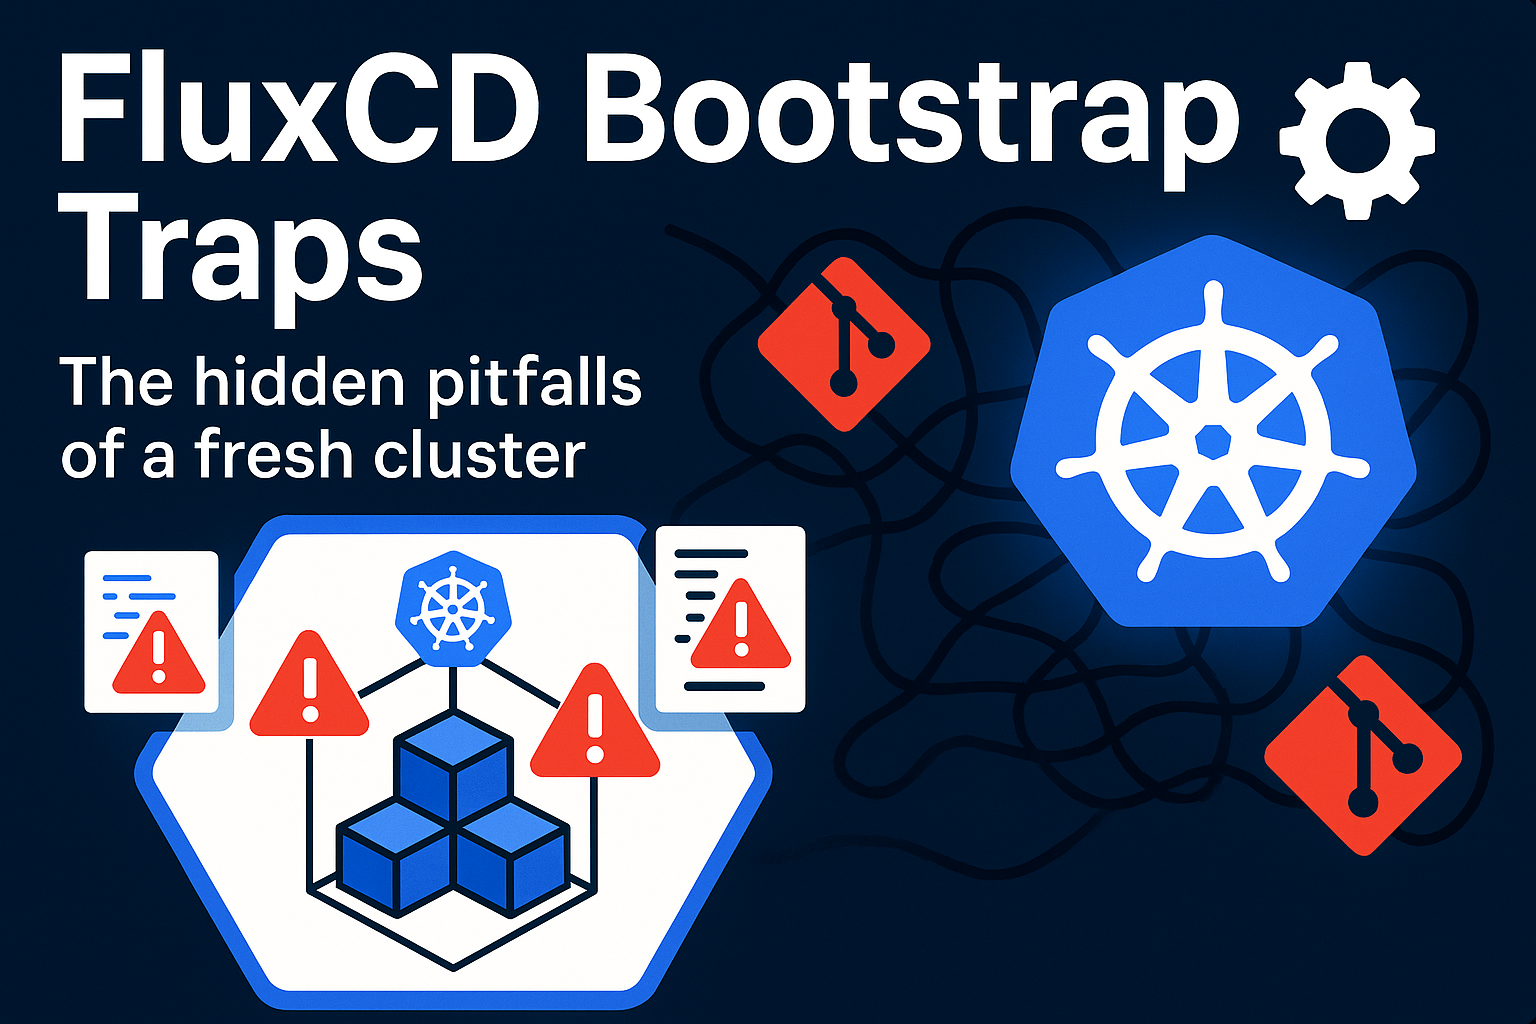 FluxCD Bootstrap
Traps
The hidden pitfalls
of a fresh cluster